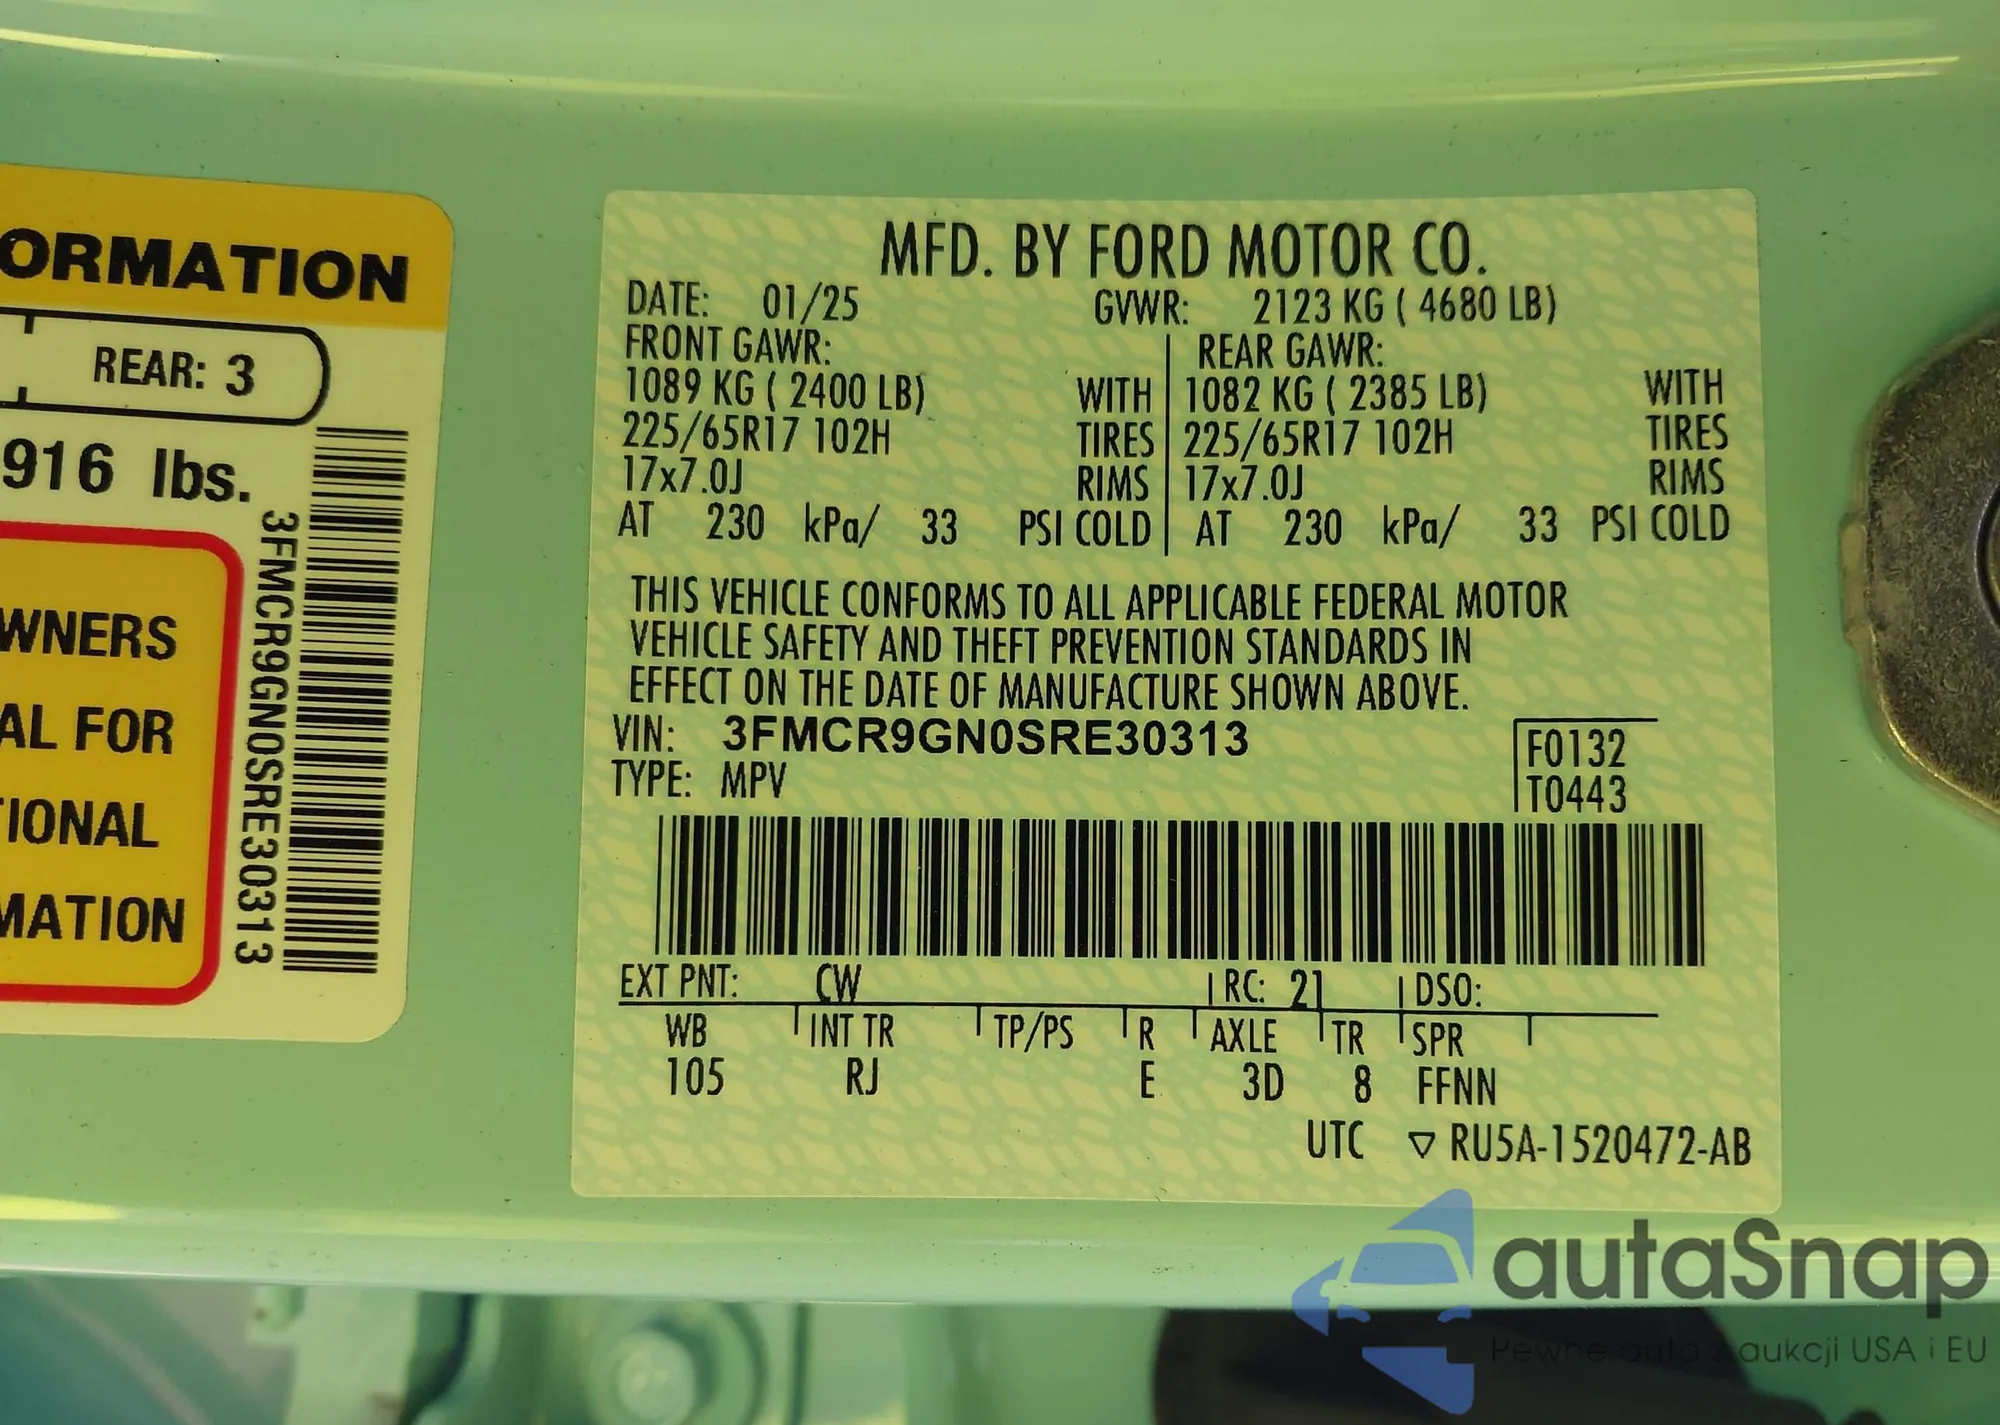 ORMATION
REAR: 3
916 lbs.
WNERS
AL FOR
TIONAL
MATION
3FMCR9GN0SRE30313
MFD. BY FORD MOTOR CO.
DATE: 01/25 GVWR: 2123 KG ( 4680 LB)
FRONT GAWR: REAR GAWR:
1089 KG ( 2400 LB) WITH 1082 KG ( 2385 LB) WITH
225/65R17 102H TIRES 225/65R17 102H TIRES
17x7.0J RIMS 17x7.0J RIMS
AT 230 kPa/ 33 PSI COLD AT 230 kPa/ 33 PSI COLD
THIS VEHICLE CONFORMS TO ALL APPLICABLE FEDERAL MOTOR
VEHICLE SAFETY AND THEFT PREVENTION STANDARDS IN
EFFECT ON THE DATE OF MANUFACTURE SHOWN ABOVE.
VIN: 3FMCR9GN0SRE30313 F0132
TYPE: MPV T0443
EXT PNT: CW RC: 21 DSO:
WB INT TR TP/PS R AXLE TR SPR
105 RJ E 3D 8 FFNN
UTC ▽ RU5A-1520472-AB
autaSnap
Pewne auta z aukcji USA i EU